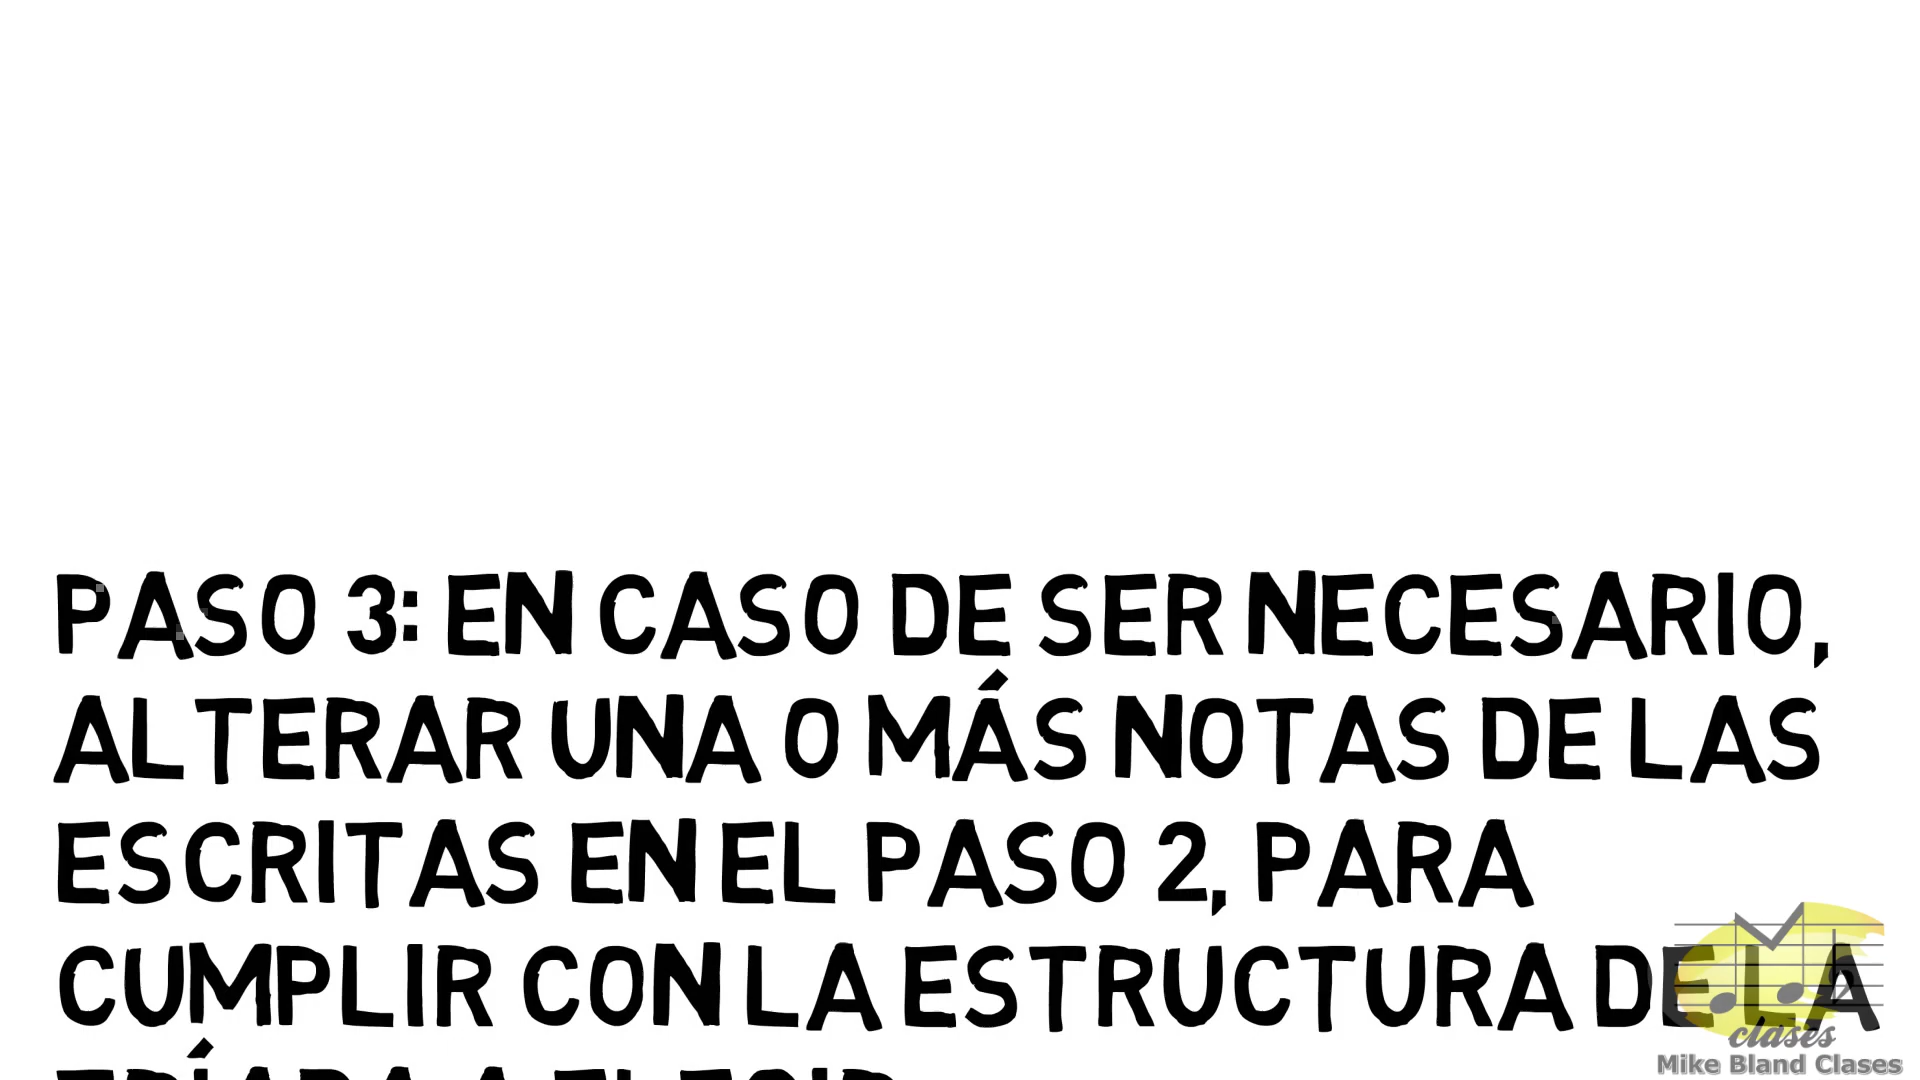 PASO 3: EN CASO DE SER NECESARIO,
ALTERAR UNA O MÁS NOTAS DE LAS
ESCRITAS EN EL PASO 2, PARA
CUMPLIR CON LA ESTRUCTURA DE LA
clases
Mike Bland Clases